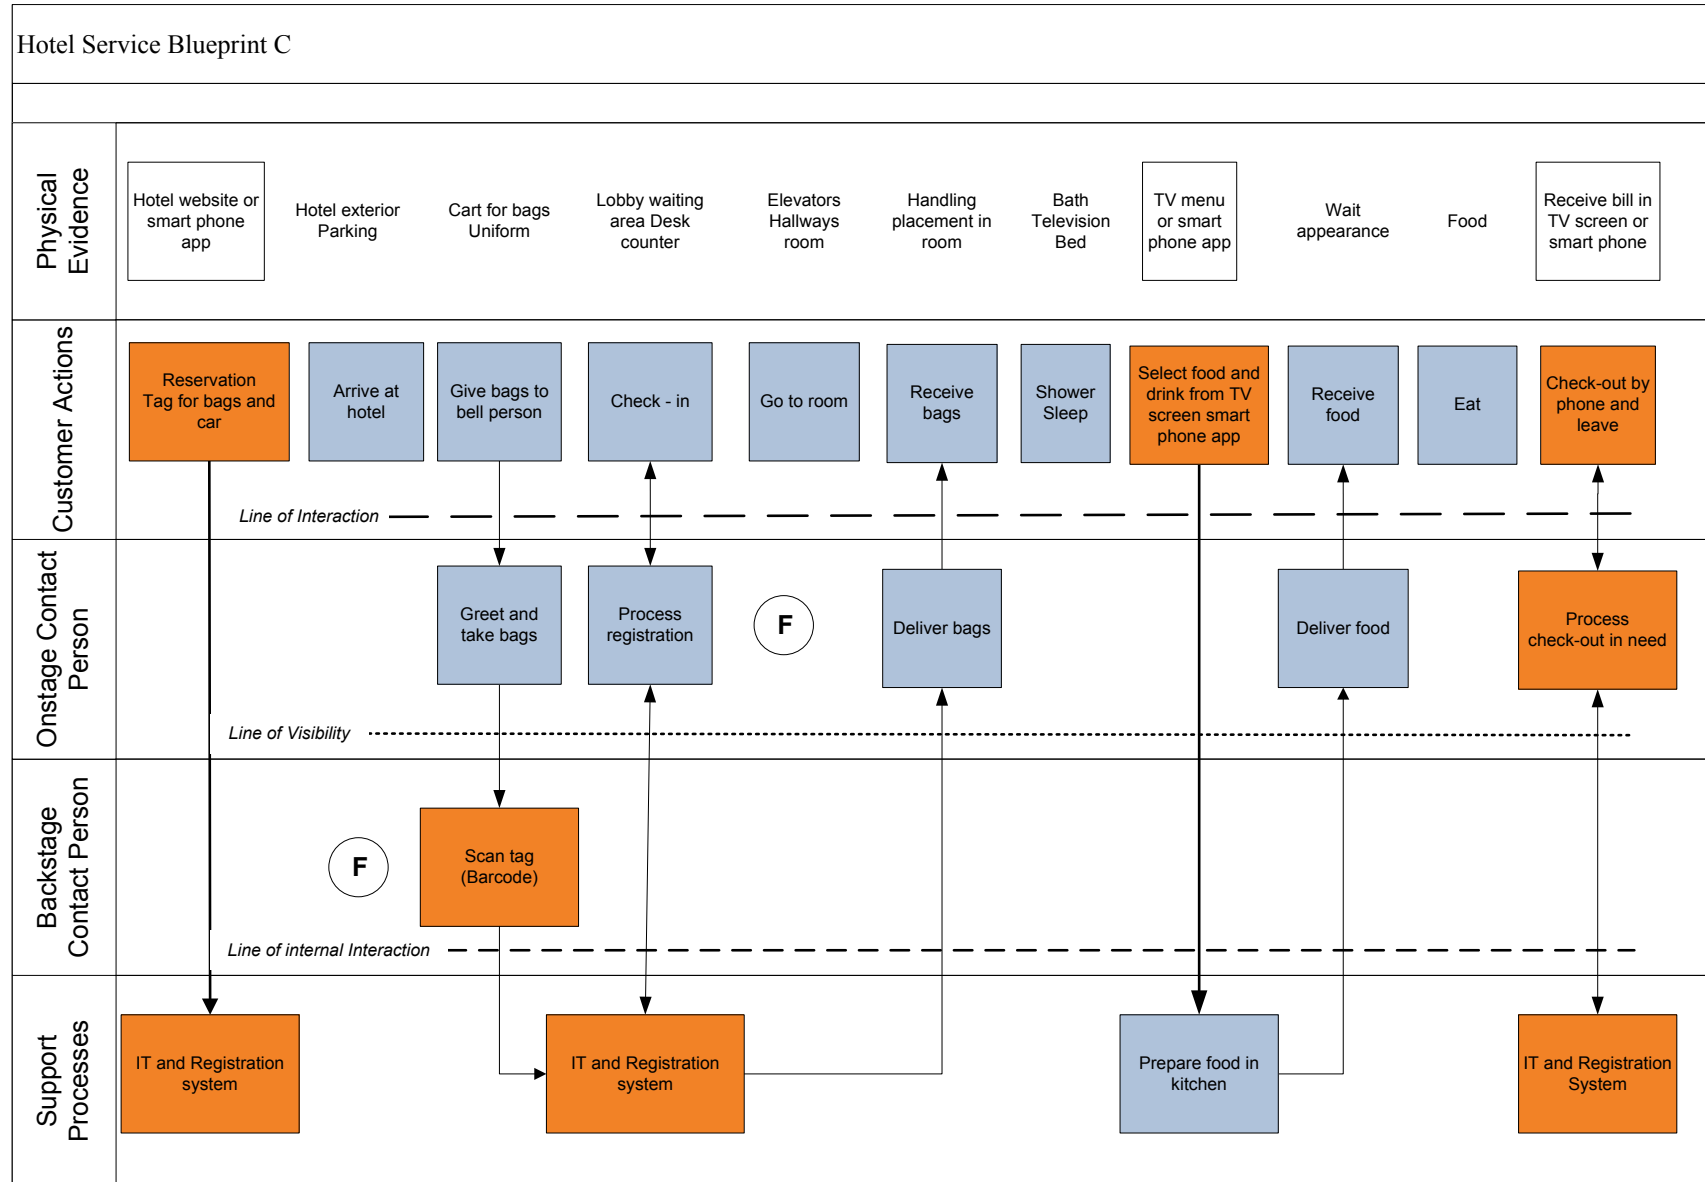 Hotel Service Blueprint C
Physical
Evidence
Hotel website or
smart phone
app
Hotel exterior
Parking
Cart for bags
Uniform
Lobby waiting
area Desk
counter
Elevators
Hallways
room
Handling
placement in
room
Bath
Television
Bed
TV menu
or smart
phone app
Wait
appearance
Food
Receive bill in
TV screen or
smart phone
Customer Actions
Reservation
Tag for bags and
car
Arrive at
hotel
Give bags to
bell person
Check - in
Go to room
Receive
bags
Shower
Sleep
Select food and
drink from TV
screen smart
phone app
Receive
food
Eat
Check-out by
phone and
leave
Line of Interaction
Onstage Contact
Person
Greet and
take bags
Process
registration
F
Deliver bags
Deliver food
Process
check-out in need
Line of Visibility
Backstage
Contact Person
F
Scan tag
(Barcode)
Line of internal Interaction
Support
Processes
IT and Registration
system
IT and Registration
system
Prepare food in
kitchen
IT and Registration
System